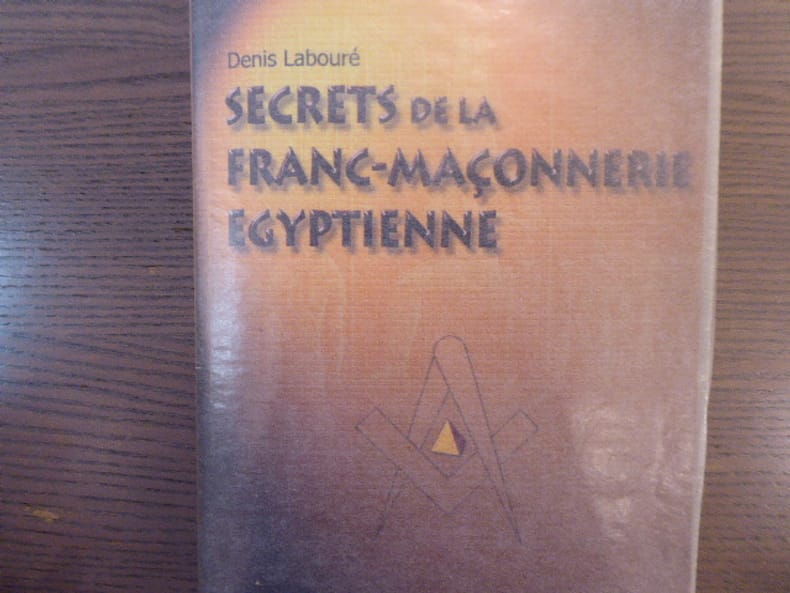 Denis Labouré
SECRETS DE LA
FRANC-MAÇONNERIE
EGYPTIENNE